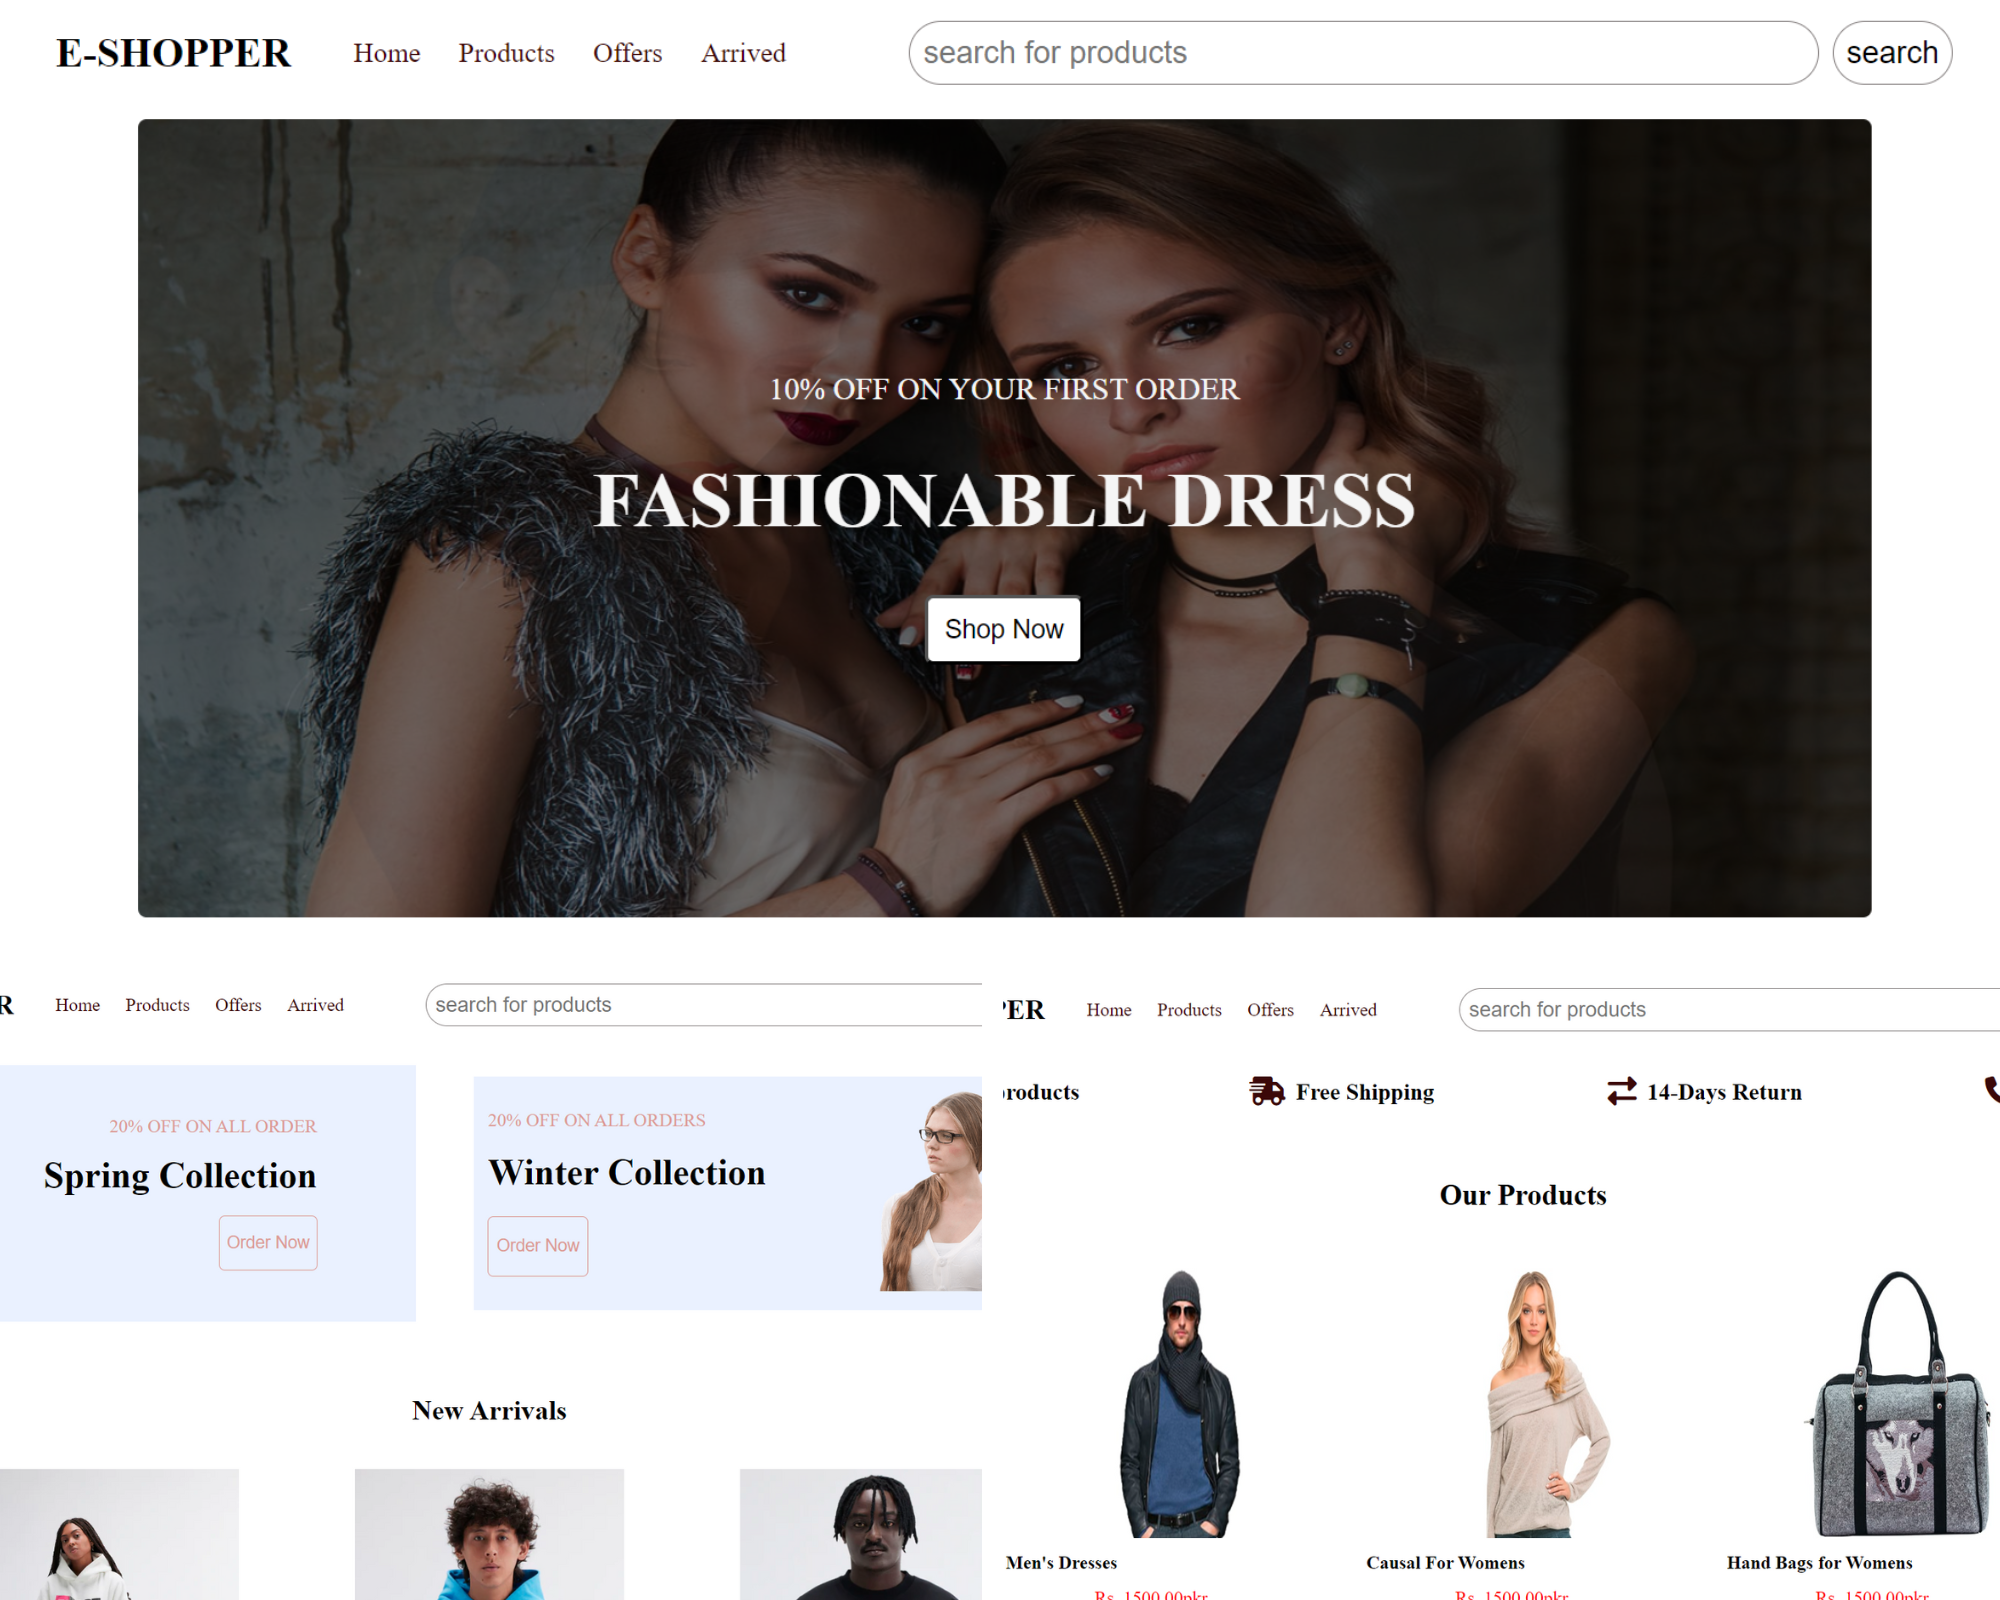 E-SHOPPER Home Products Offers Arrived search for products search
10% OFF ON YOUR FIRST ORDER
FASHIONABLE DRESS
Shop Now
R Home Products Offers Arrived search for products
20% OFF ON ALL ORDER
Spring Collection
Order Now
20% OFF ON ALL ORDERS
Winter Collection
Order Now
New Arrivals
PER Home Products Offers Arrived search for products
roducts Free Shipping 14-Days Return
Our Products
Men's Dresses Causal For Womens Hand Bags for Womens
Rs. 1500.00pkr Rs. 1500.00pkr Rs. 1500.00pkr